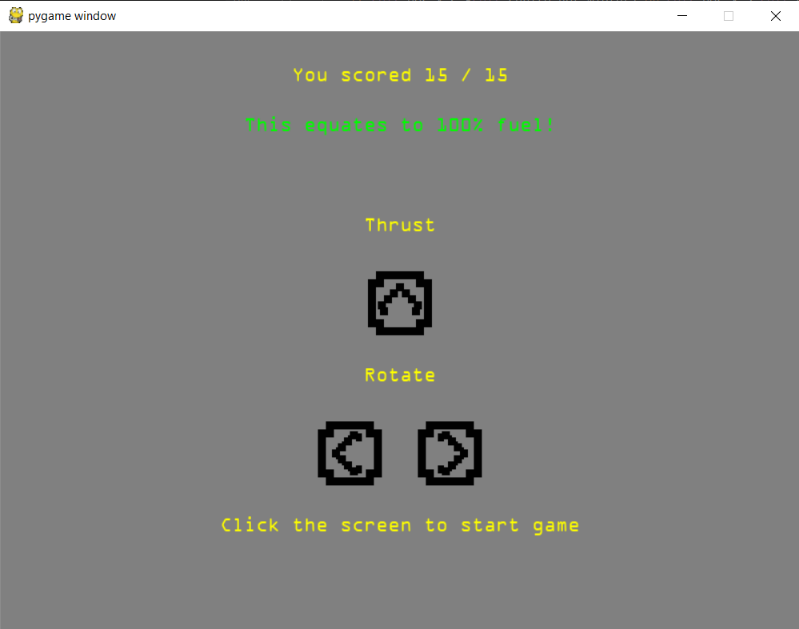 pygame window
You scored 15 / 15
This equates to 100% fuel!
Thrust
Rotate
Click the screen to start game